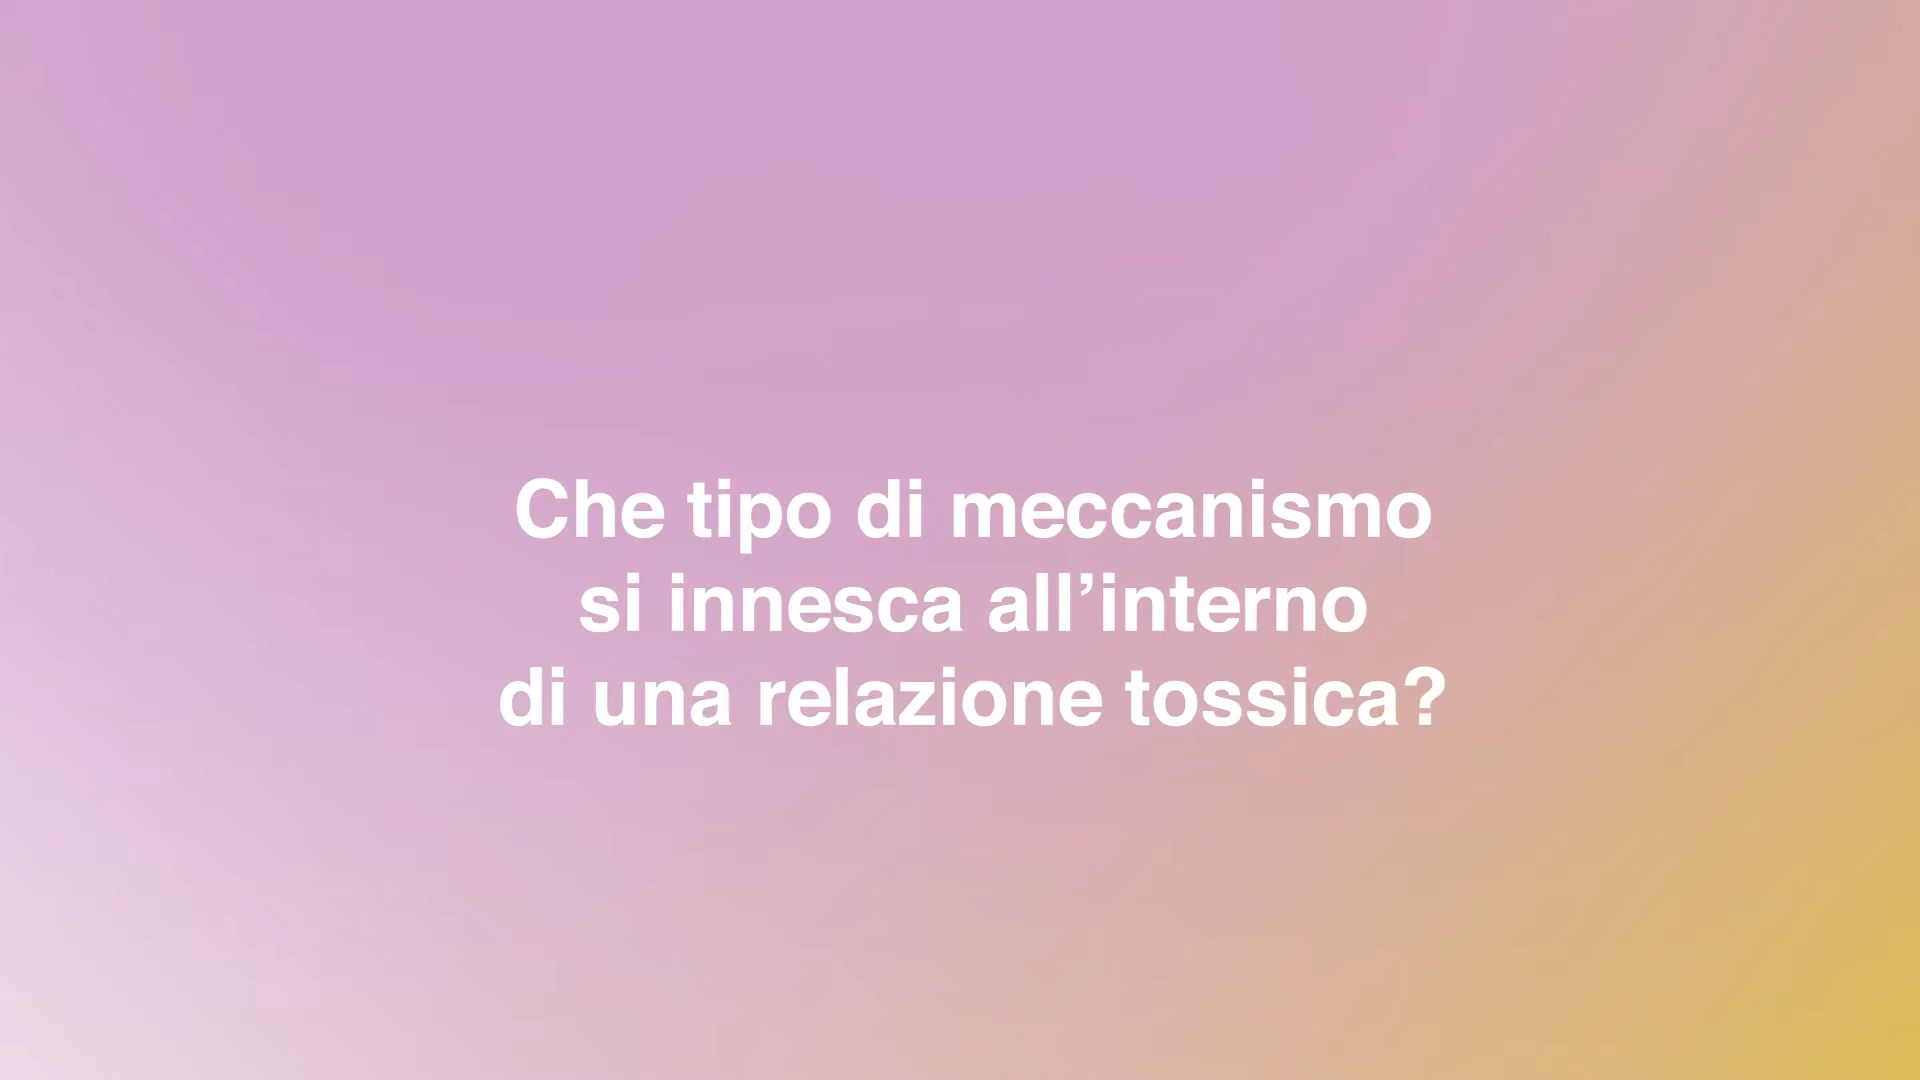 Che tipo di meccanismo
si innesca all’interno
di una relazione tossica?